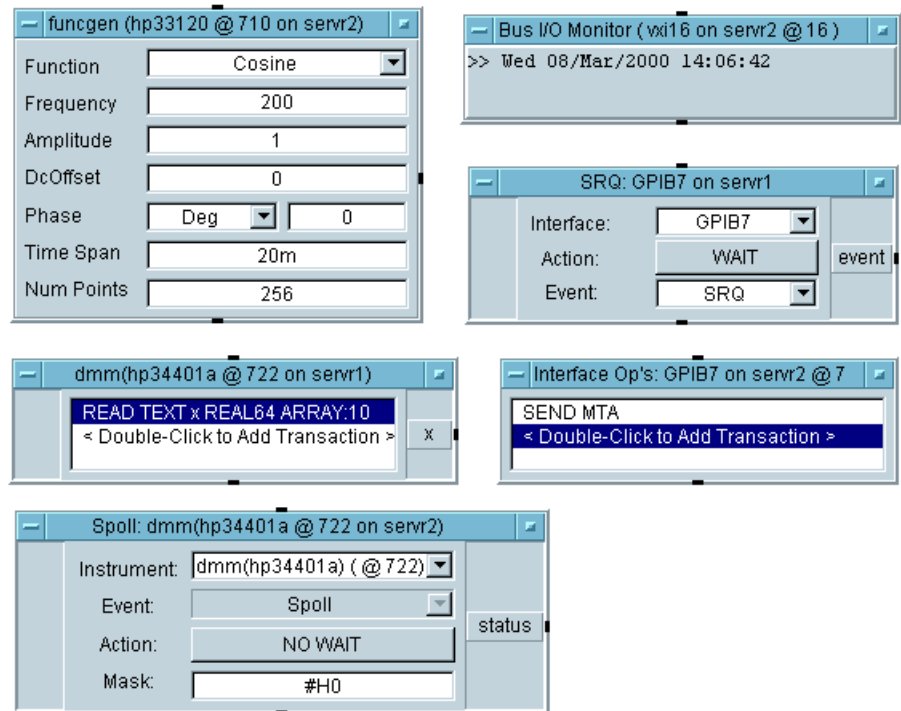 funcgen (hp33120 @ 710 on servr2)
Function Cosine
Frequency 200
Amplitude 1
DcOffset 0
Phase Deg 0
Time Span 20m
Num Points 256
Bus I/O Monitor ( vxi16 on servr2 @ 16 )
>> Wed 08/Mar/2000 14:06:42
SRQ: GPIB7 on servr1
Interface: GPIB7
Action: WAIT event
Event: SRQ
dmm(hp34401a @ 722 on servr1)
READ TEXT x REAL64 ARRAY:10
< Double-Click to Add Transaction > x
Interface Op's: GPIB7 on servr2 @ 7
SEND MTA
< Double-Click to Add Transaction >
Spoll: dmm(hp34401a @ 722 on servr2)
Instrument: dmm(hp34401a) ( @ 722)
Event: Spoll
status
Action: NO WAIT
Mask: #H0